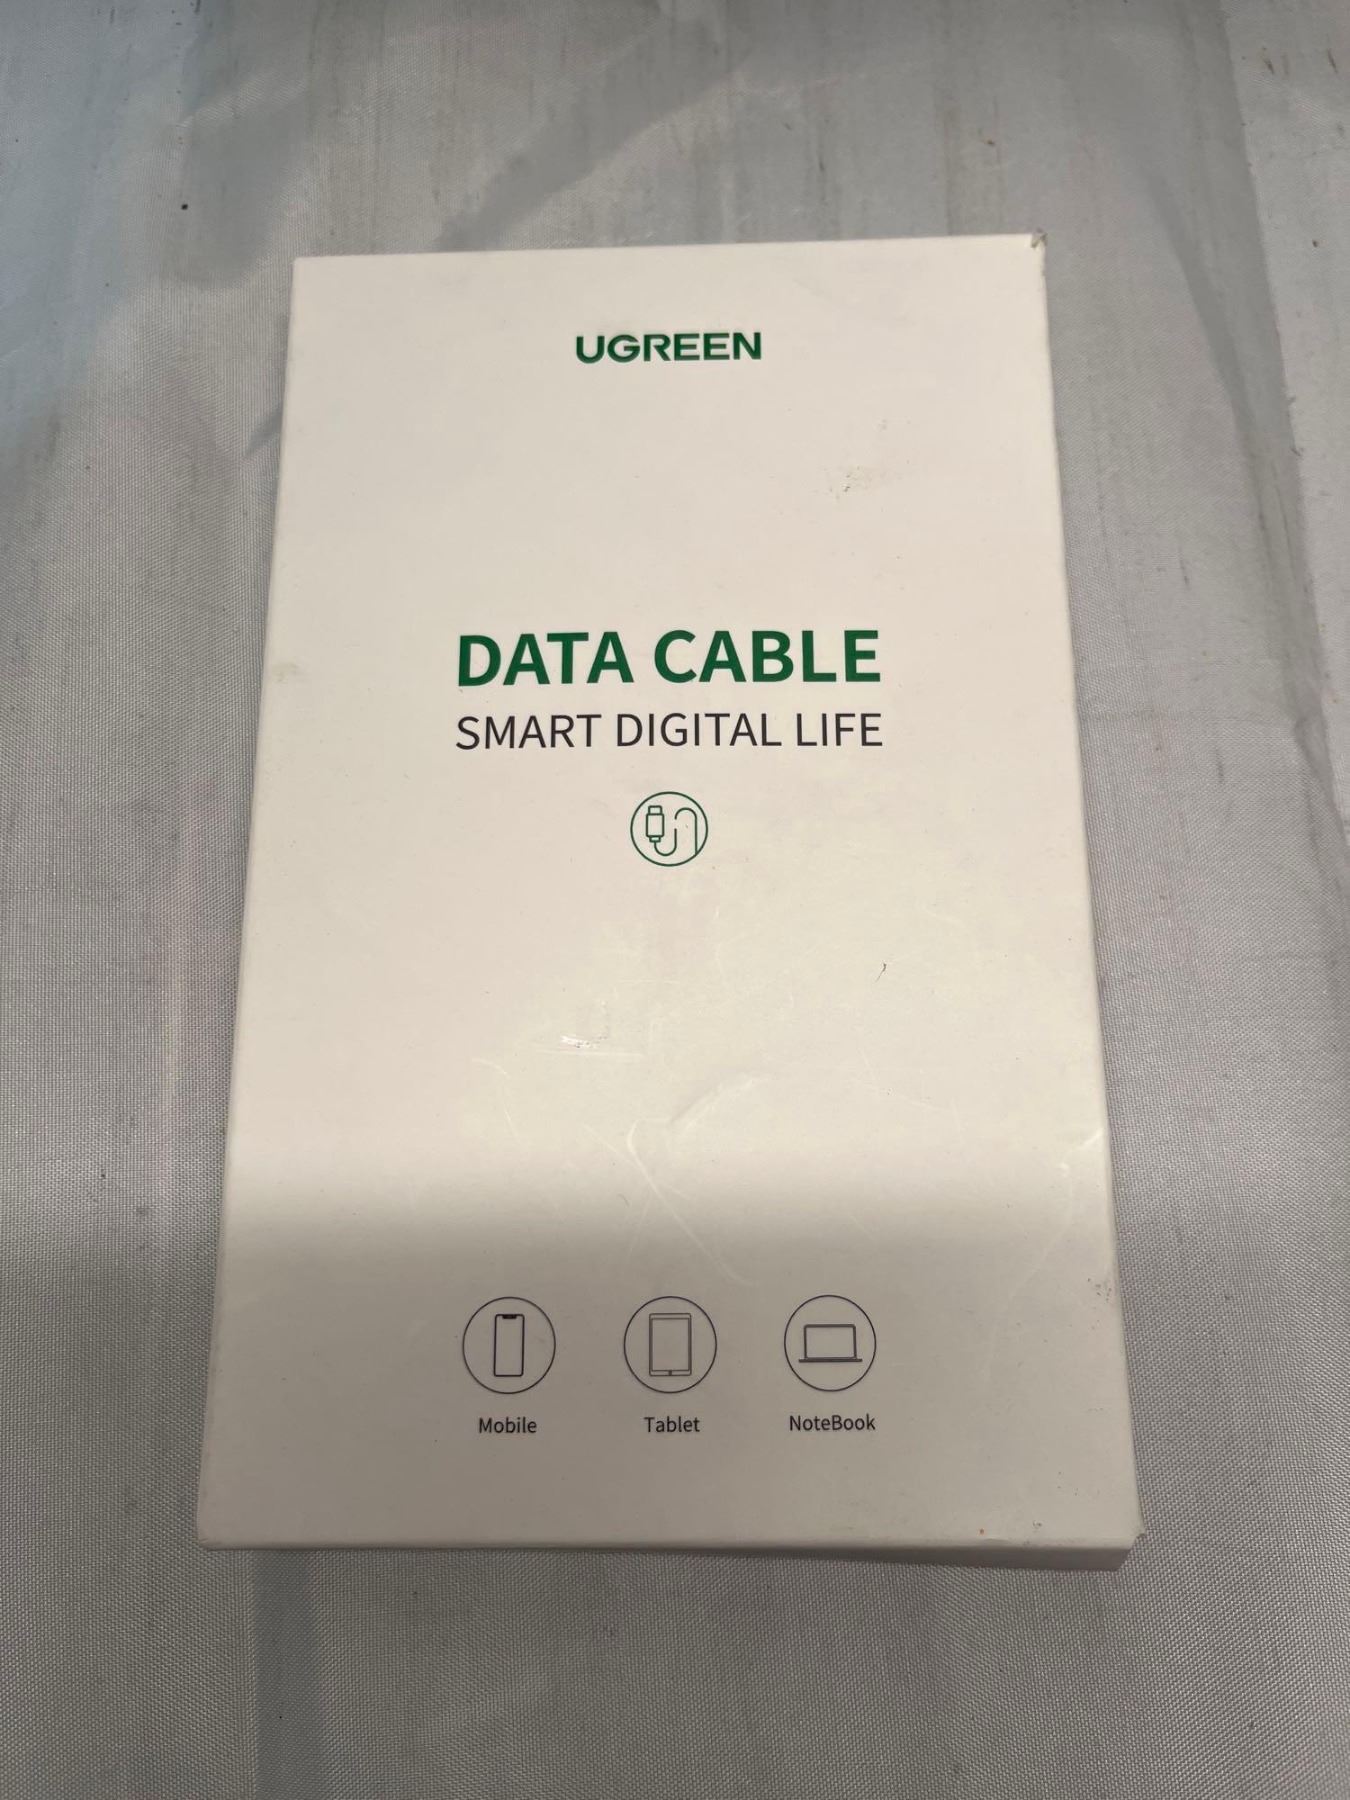 UGREEN
DATA CABLE
SMART DIGITAL LIFE
Mobile Tablet NoteBook